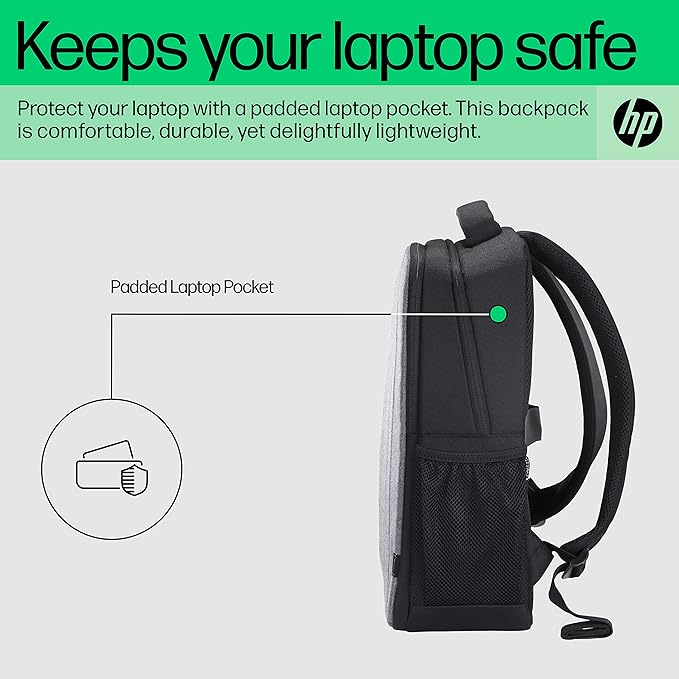 Keeps your laptop safe
Protect your laptop with a padded laptop pocket. This backpack
is comfortable, durable, yet delightfully lightweight.
hp
Padded Laptop Pocket